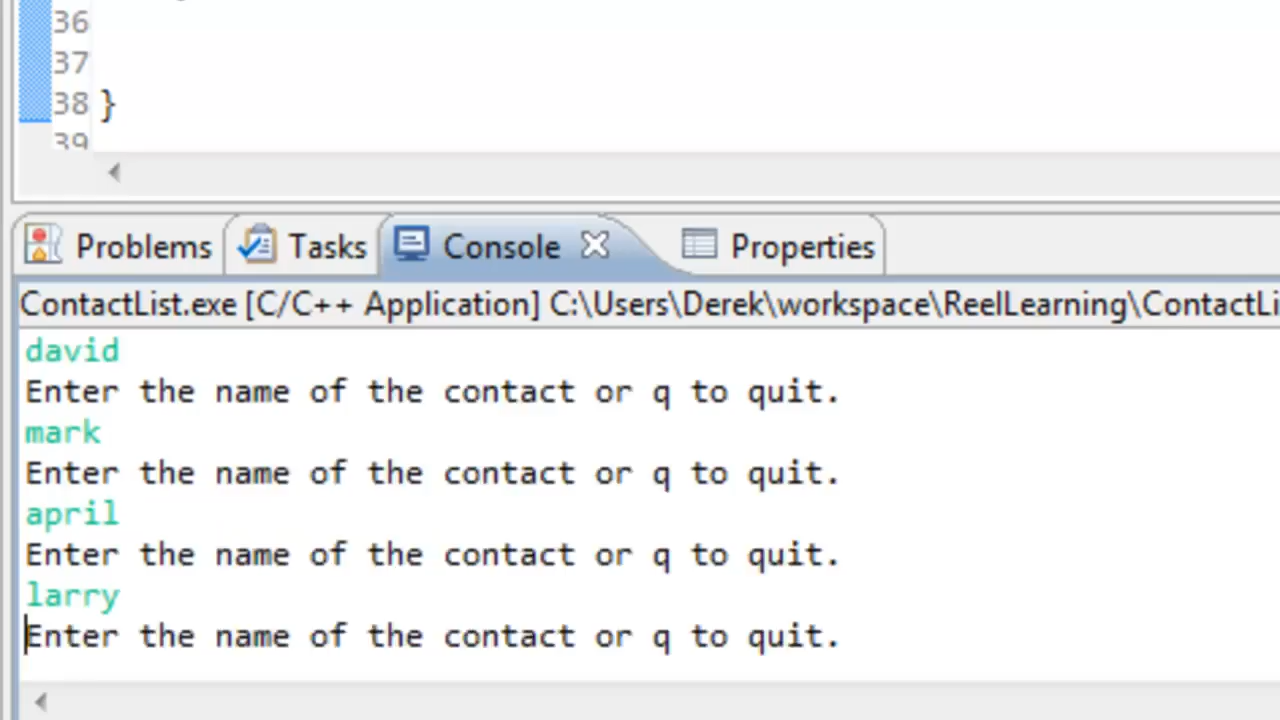 36
37
38 }
39
Problems Tasks Console Properties
ContactList.exe [C/C++ Application] C:\Users\Derek\workspace\ReelLearning\ContactLi
david
Enter the name of the contact or q to quit.
mark
Enter the name of the contact or q to quit.
april
Enter the name of the contact or q to quit.
larry
Enter the name of the contact or q to quit.